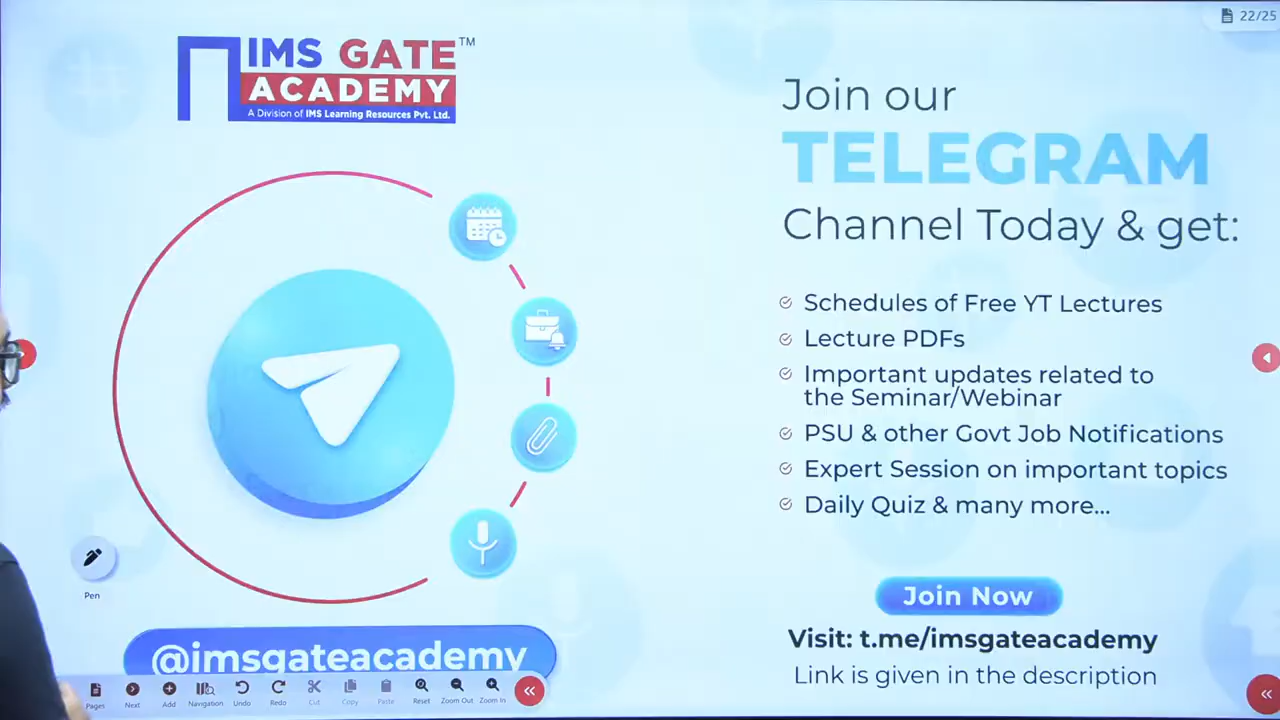 22/25
IMS GATE™
ACADEMY
A Division of IMS Learning Resources Pvt. Ltd.
Join our
TELEGRAM
Channel Today & get:
Schedules of Free YT Lectures
Lecture PDFs
Important updates related to
the Seminar/Webinar
PSU & other Govt Job Notifications
Expert Session on important topics
Daily Quiz & many more...
Join Now
Visit: t.me/imsgateacademy
Link is given in the description
Pen
@imsgateacademy
Pages Next Add Navigation Undo Redo Cut Copy Paste Reset Zoom Out Zoom In